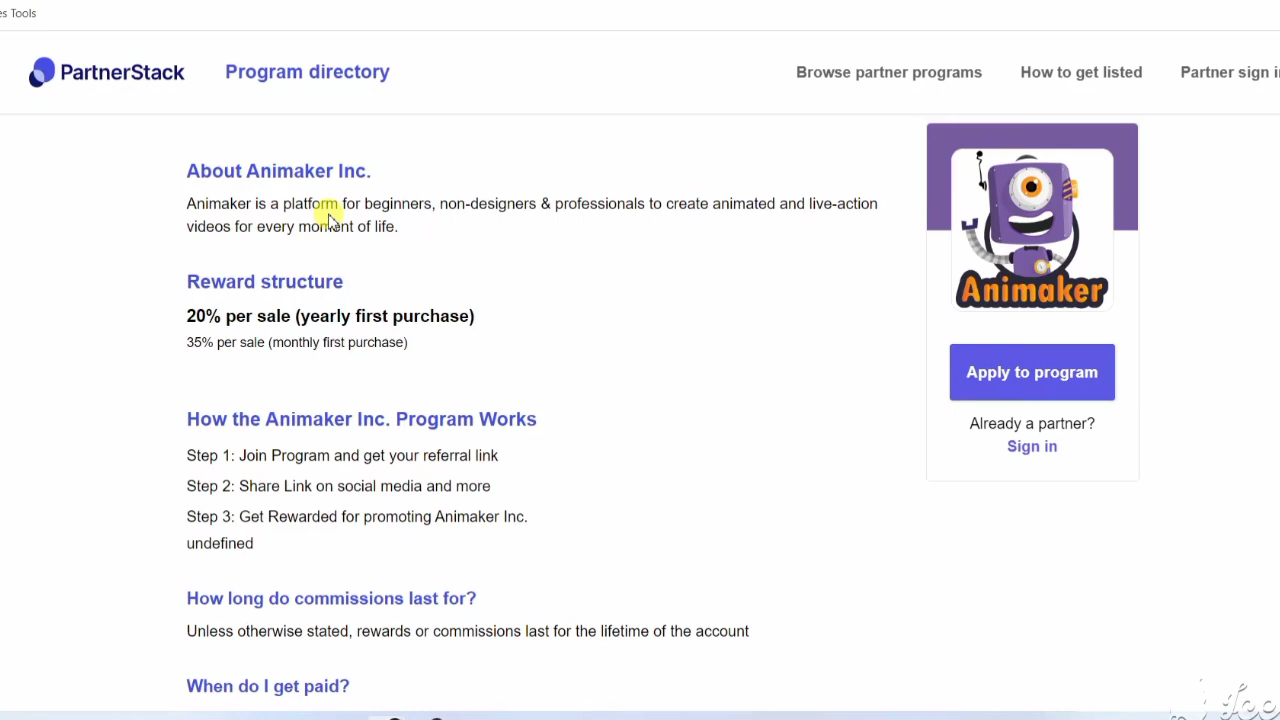 es Tools
PartnerStack
Program directory
Browse partner programs
How to get listed
Partner sign in
About Animaker Inc.
Animaker is a platform for beginners, non-designers & professionals to create animated and live-action
videos for every moment of life.
Animaker
Reward structure
20% per sale (yearly first purchase)
35% per sale (monthly first purchase)
Apply to program
Already a partner?
Sign in
How the Animaker Inc. Program Works
Step 1: Join Program and get your referral link
Step 2: Share Link on social media and more
Step 3: Get Rewarded for promoting Animaker Inc.
undefined
How long do commissions last for?
Unless otherwise stated, rewards or commissions last for the lifetime of the account
When do I get paid?